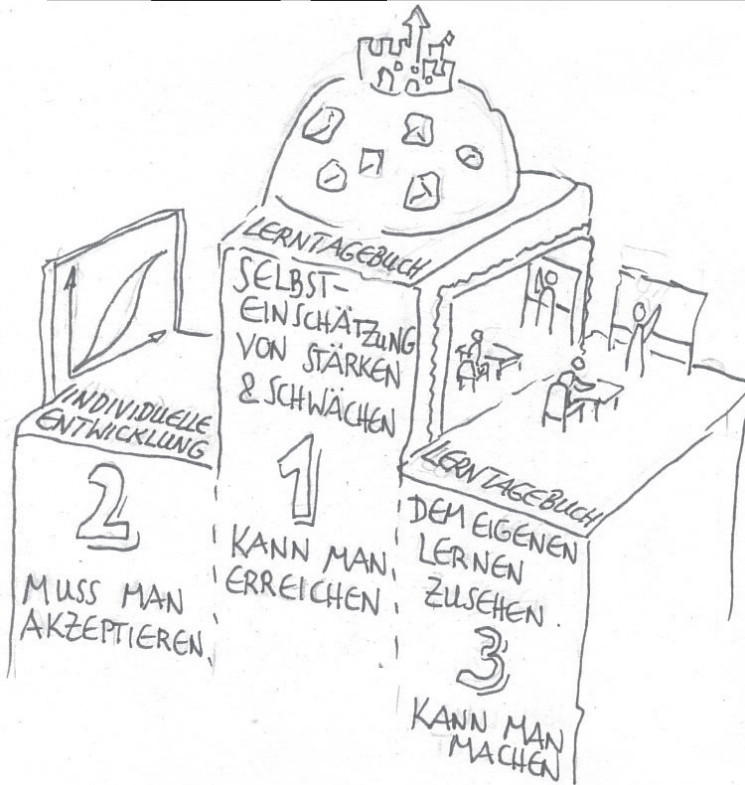 INDIVIDUELLE
ENTWICKLUNG
2
MUSS MAN
AKZEPTIEREN
LERNTAGEBUCH
SELBST-
EINSCHÄTZUNG
VON STÄRKEN
& SCHWÄCHEN
1
KANN MAN
ERREICHEN
LERNTAGEBUCH
DEM EIGENEN
LERNEN
ZUSEHEN.
3
KANN MAN
MACHEN